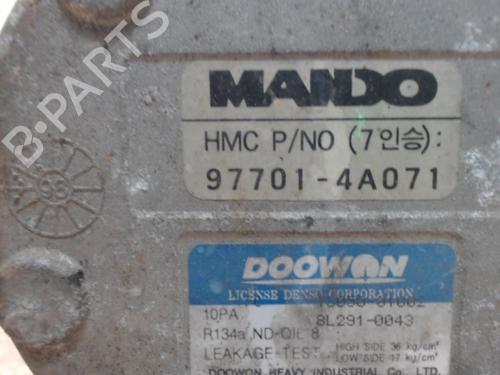 B-PARTS
MANDO
HMC P/NO (7인승):
97701-4A071
DOOWON
LICENSE DENSO CORPORATION
10PA
8L291-0043
R134a ND-OIL 8
HIGH SIDE 36 kg/cm²
LEAKAGE TEST
LOW SIDE 17 kg/cm²
DOOWON HEAVY INDUSTRIAL Co., LTD.